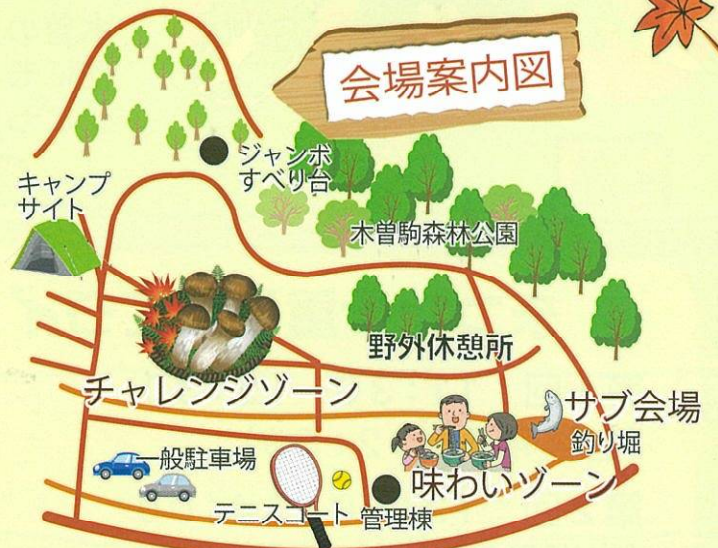 会場案内図
ジャンボ
すべり台
キャンプ
サイト
木曽駒森林公園
野外休憩所
チャレンジゾーン
サブ会場
釣り堀
一般駐車場
味わいゾーン
テニスコート
管理棟